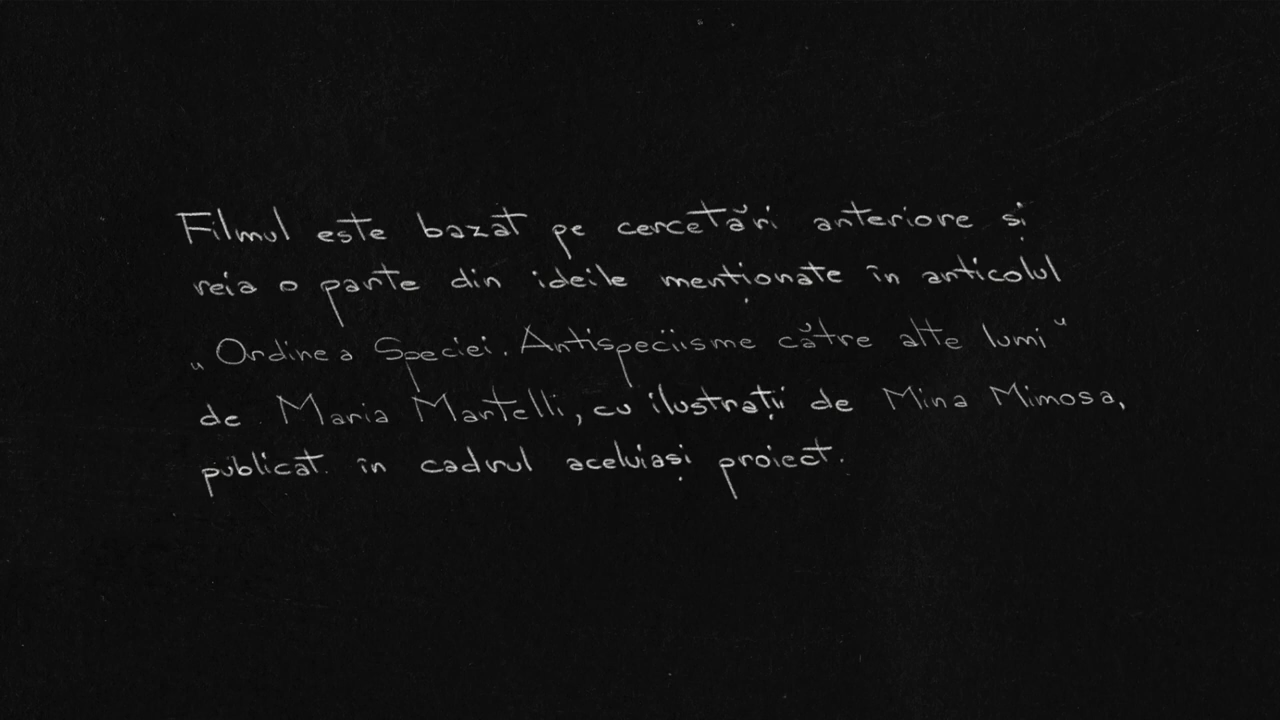 Filmul este bazat pe cercetări anteriore și
reia o parte din ideile menționate în articolul
„Ordinea Speciei. Antispeciisme către alte lumi"
de Maria Martelli, cu ilustrații de Mina Mimosa,
publicat în cadrul aceluiași proiect.